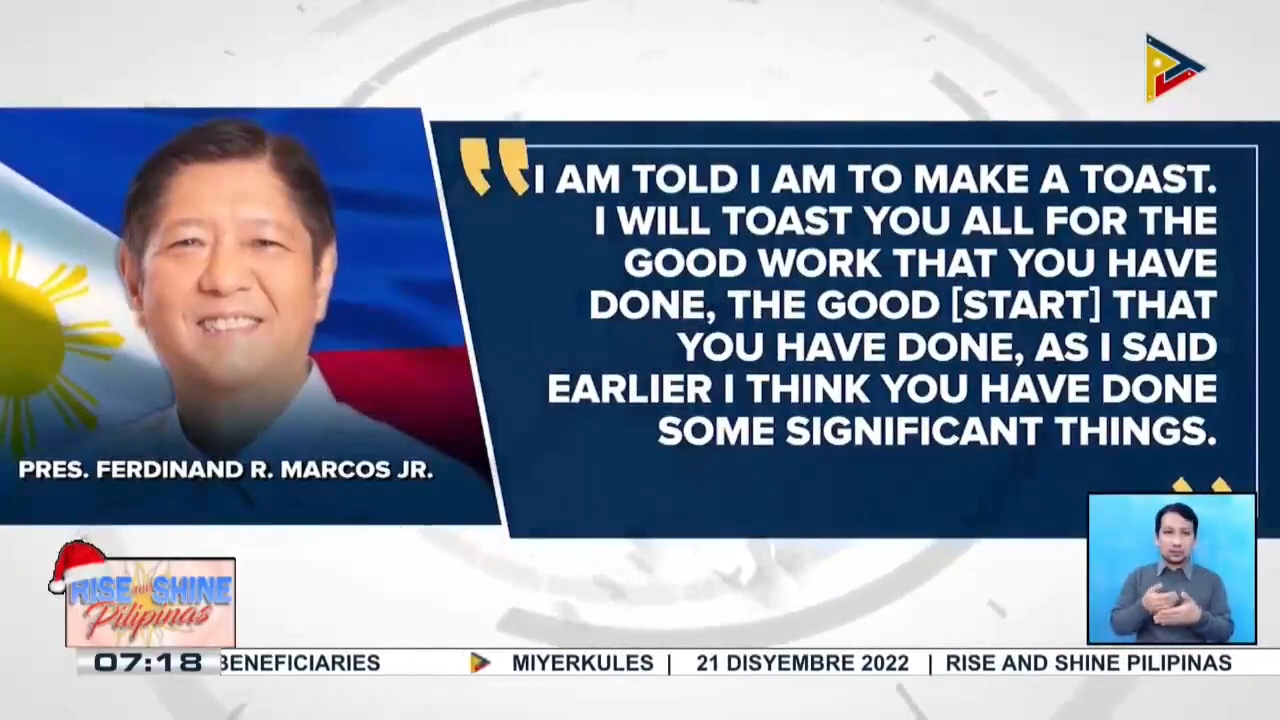 I AM TOLD I AM TO MAKE A TOAST.
I WILL TOAST YOU ALL FOR THE
GOOD WORK THAT YOU HAVE
DONE, THE GOOD [START] THAT
YOU HAVE DONE, AS I SAID
EARLIER I THINK YOU HAVE DONE
SOME SIGNIFICANT THINGS.
PRES. FERDINAND R. MARCOS JR.
RISE AND SHINE
Pilipinas
07:18 BENEFICIARIES MIYERKULES | 21 DISYEMBRE 2022 | RISE AND SHINE PILIPINAS